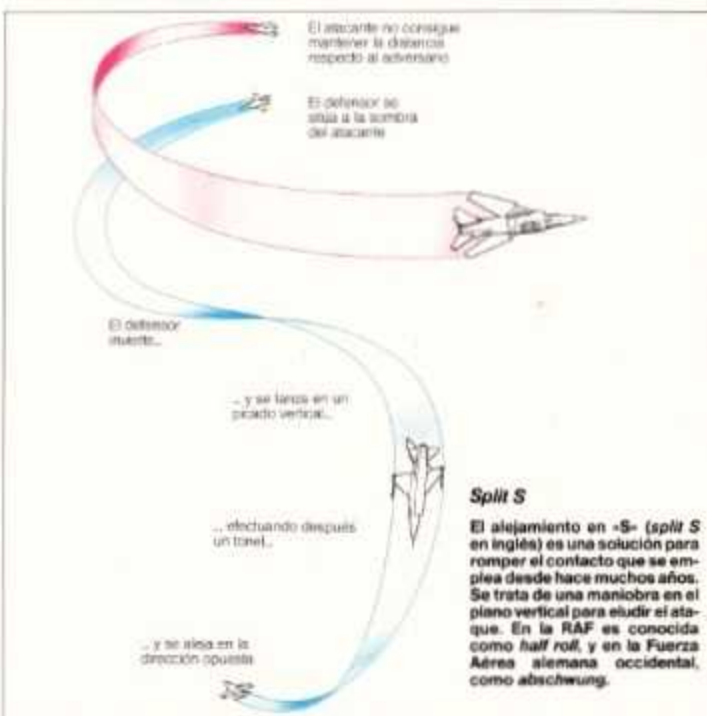 El atacante no consigue
mantener la distancia
respecto al adversario
El defensor se
sitúa a la sombra
del atacante
El defensor
invierte...
... y se lanza en un
picado vertical...
... efectuando después
un tonel...
... y se aleja en la
dirección opuesta
Split S
El alejamiento en «S» (split S
en inglés) es una solución para
romper el contacto que se em-
plea desde hace muchos años.
Se trata de una maniobra en el
plano vertical para eludir el ata-
que. En la RAF es conocida
como half roll, y en la Fuerza
Aérea alemana occidental,
como abschwung.